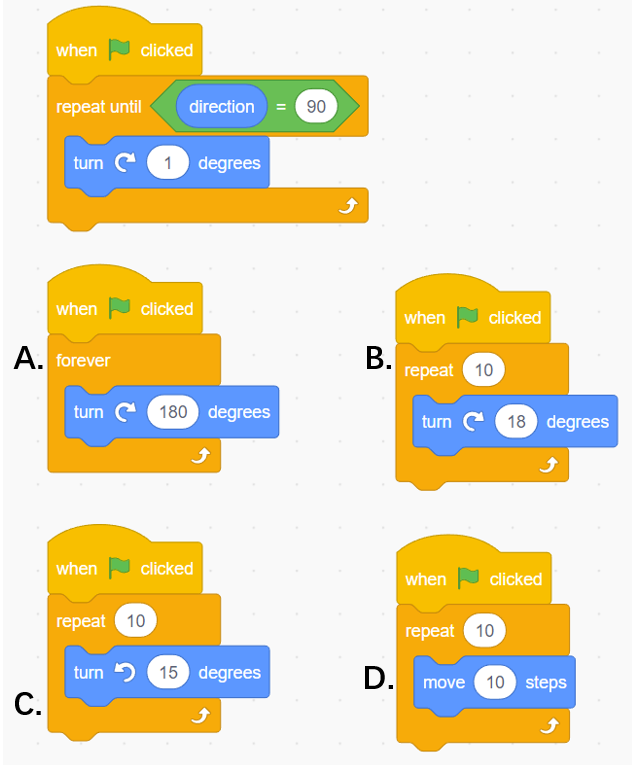 when clicked
repeat until direction = 90
turn 1 degrees
A.
when clicked
forever
turn 180 degrees
B.
when clicked
repeat 10
turn 18 degrees
C.
when clicked
repeat 10
turn 15 degrees
D.
when clicked
repeat 10
move 10 steps